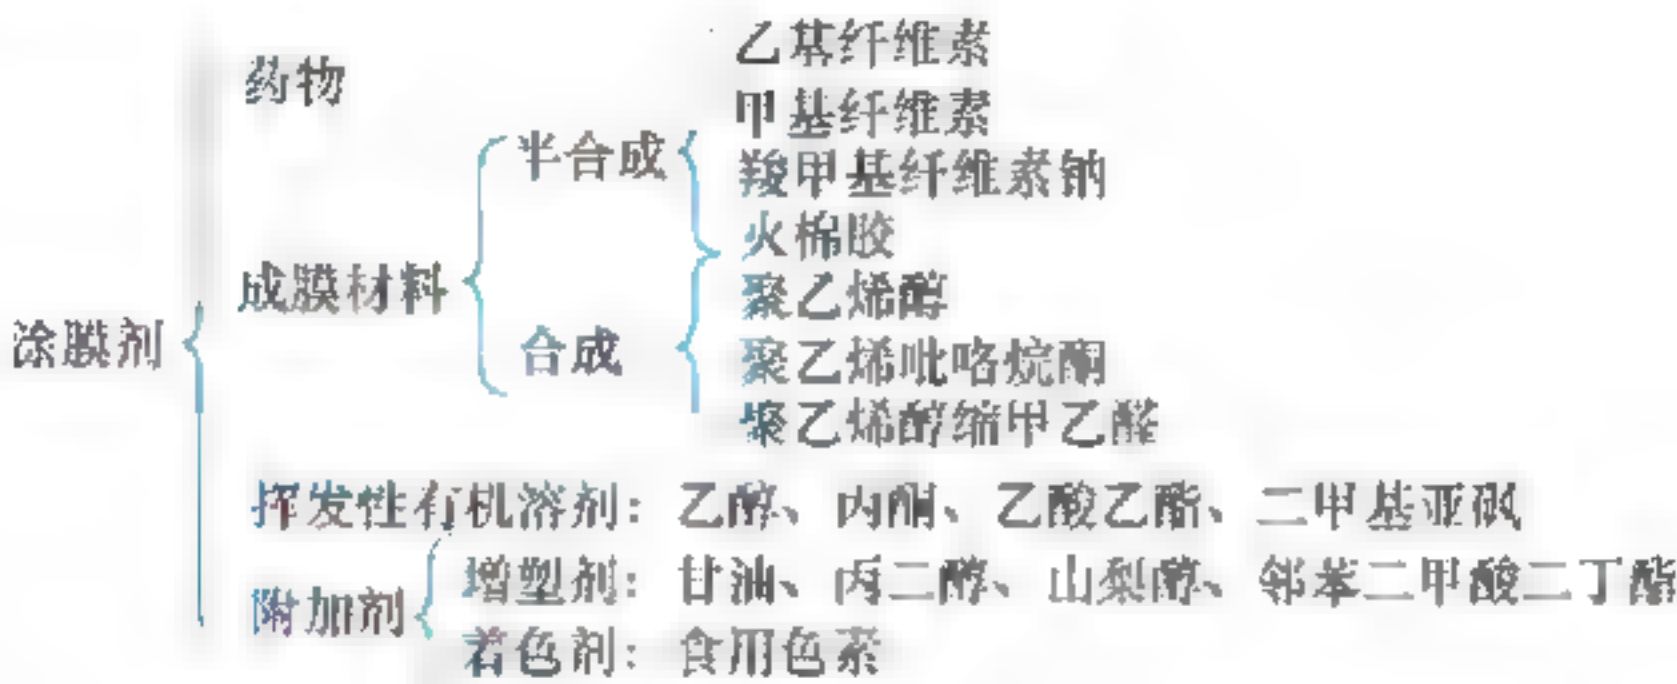 乙基纤维素
药物
甲基纤维素
半合成
羧甲基纤维素钠
火棉胶
成膜材料
聚乙烯醇
涂膜剂
合成
聚乙烯吡咯烷酮
聚乙烯醇缩甲乙醛
挥发性有机溶剂：乙醇、丙酮、乙酸乙酯、二甲基亚砜
附加剂
增塑剂：甘油、丙二醇、山梨醇、邻苯二甲酸二丁酯
着色剂：食用色素